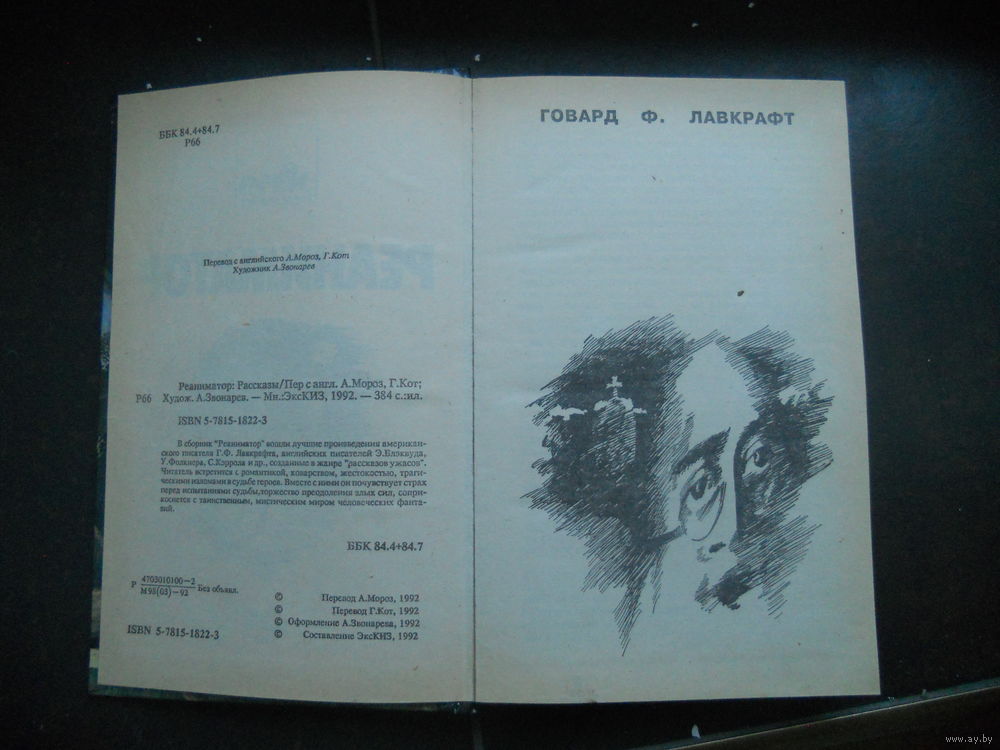 ББК 84.4+84.7
Р66
Перевод с английского А.Мороз, Г.Кот
Художник А.Звонарев
Реаниматор: Рассказы/Пер с англ. А.Мороз, Г.Кот;
Р66 Худож. А.Звонарев. — Мн.:ЭксКИЗ, 1992. — 384 с.:ил.
ISBN 5-7815-1822-3
В сборник "Реаниматор" вошли лучшие произведения американ-
ского писателя Г.Ф. Лавкрафта, английских писателей Э.Блэквуда,
У.Фолкнера, С.Кэррола и др., созданные в жанре "рассказов ужасов".
Читатель встретится с романтикой, коварством, жестокостью, траги-
ческими изломами в судьбе героев. Вместе с ними он почувствует страх
перед испытаниями судьбы,торжество преодоления злых сил, сопри-
коснется с таинственным, мистическим миром человеческих фанта-
зий.
ББК 84.4+84.7
Р 4703010100—2
М98(03)—92 Без объявл.
ISBN 5-7815-1822-3
© Перевод А.Мороз, 1992
© Перевод Г.Кот, 1992
© Оформление А.Звонарева, 1992
© Составление ЭксКИЗ, 1992
ГОВАРД Ф. ЛАВКРАФТ
www.ay.by